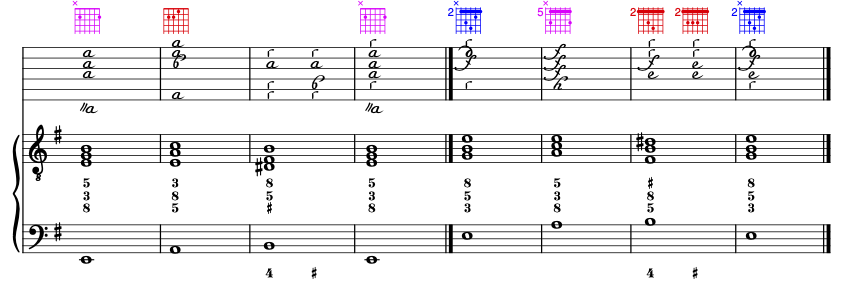 × × × × ×
2 5 2 2 2
a r r r r r
a a r r a r r
a b a a a f f f e f
a a f e e e
r b r r h r
a r r
a a
8
5 3 8 5 8 5 ♯ 8
3 8 5 3 5 3 8 5
8 5 ♯ 8 3 8 5 3
4 ♯ 4 ♯